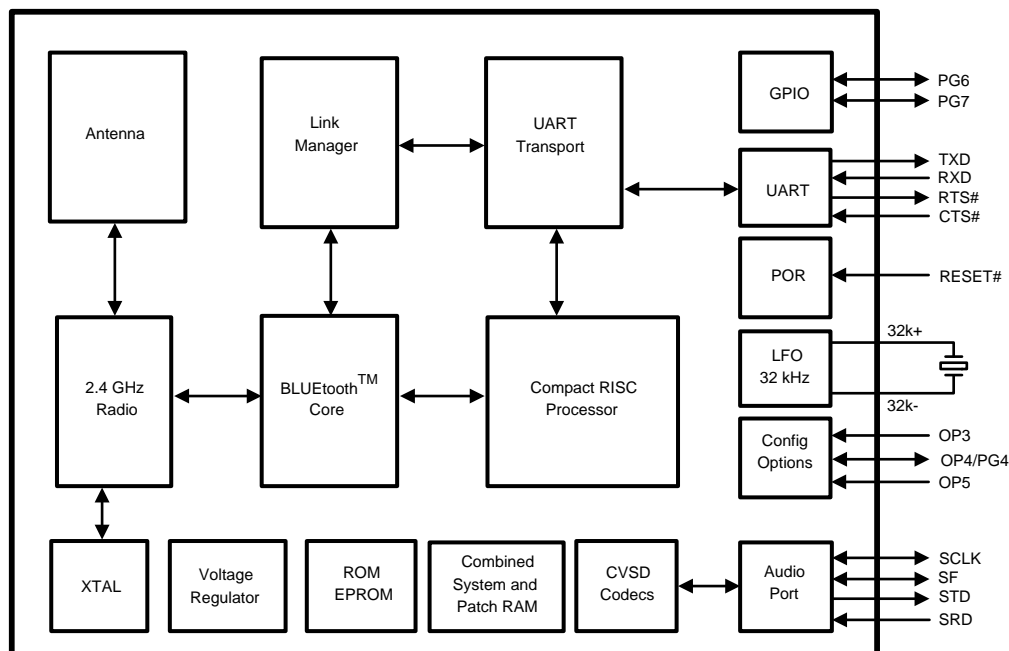 Antenna
Link
Manager
UART
Transport
GPIO
PG6
PG7
UART
TXD
RXD
RTS#
CTS#
POR
RESET#
2.4 GHz
Radio
BLUEtooth™
Core
Compact RISC
Processor
LFO
32 kHz
32k+
32k-
Config
Options
OP3
OP4/PG4
OP5
XTAL
Voltage
Regulator
ROM
EPROM
Combined
System and
Patch RAM
CVSD
Codecs
Audio
Port
SCLK
SF
STD
SRD